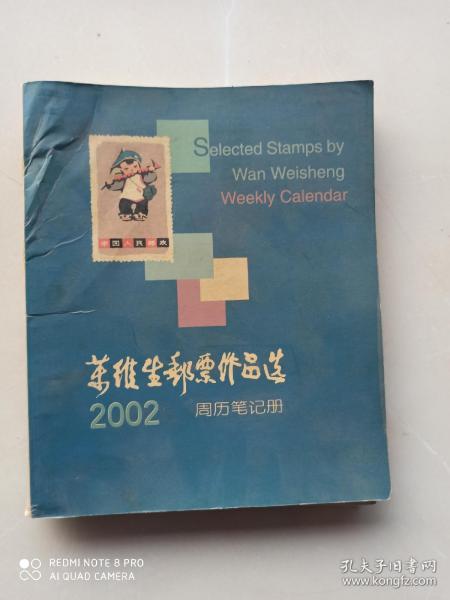 Selected Stamps by
Wan Weisheng
Weekly Calendar
中国人民邮政
万维生郵票作品选
2002 周历笔记册
REDMI NOTE 8 PRO
AI QUAD CAMERA
孔夫子旧书网
www.kongfz.com